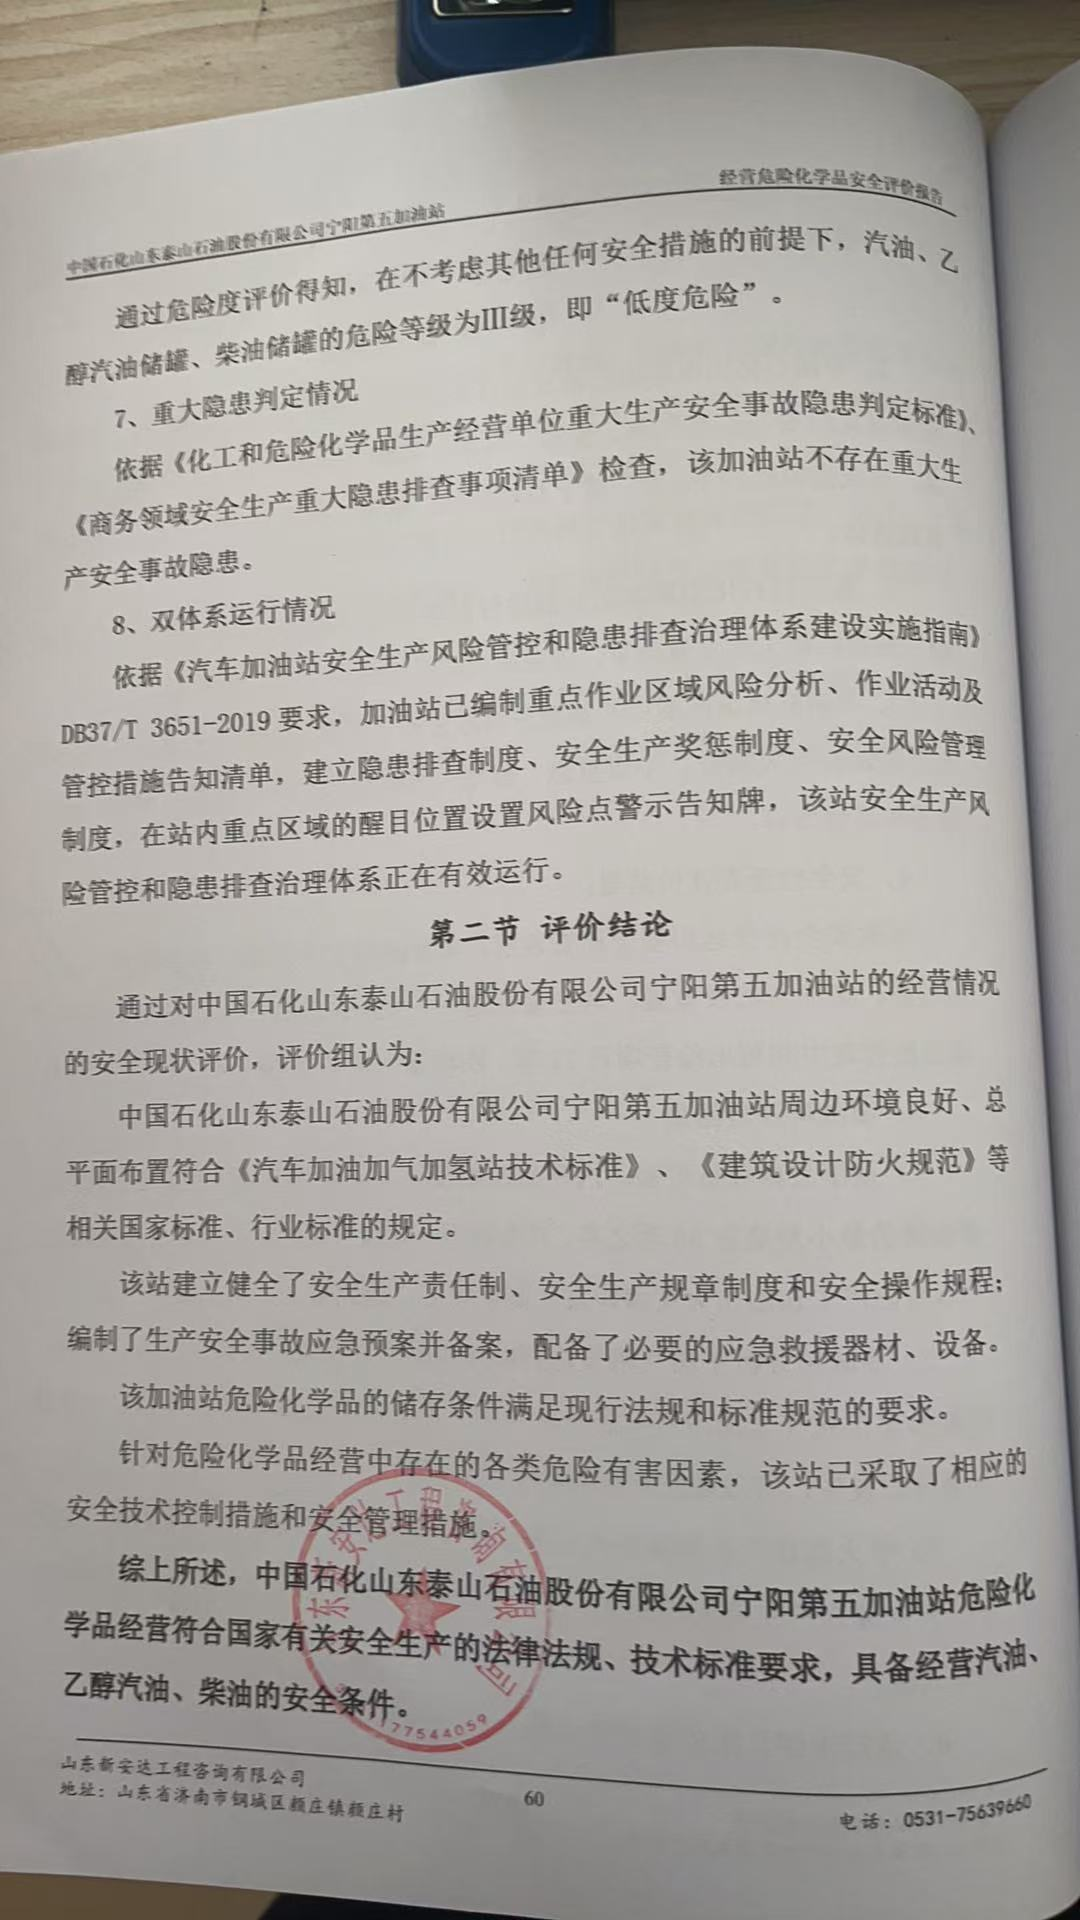 中国石化山东泰山石油股份有限公司宁阳第五加油站
经营危险化学品安全评价报告
通过危险度评价得知，在不考虑其他任何安全措施的前提下，汽油、乙
醇汽油储罐、柴油储罐的危险等级为III级，即“低度危险”。
7、重大隐患判定情况
依据《化工和危险化学品生产经营单位重大生产安全事故隐患判定标准》、
《商务领域安全生产重大隐患排查事项清单》检查，该加油站不存在重大生
产安全事故隐患。
8、双体系运行情况
依据《汽车加油站安全生产风险管控和隐患排查治理体系建设实施指南》
DB37/T 3651-2019 要求，加油站已编制重点作业区域风险分析、作业活动及
管控措施告知清单，建立隐患排查制度、安全生产奖惩制度、安全风险管理
制度，在站内重点区域的醒目位置设置风险点警示告知牌，该站安全生产风
险管控和隐患排查治理体系正在有效运行。
第二节 评价结论
通过对中国石化山东泰山石油股份有限公司宁阳第五加油站的经营情况
的安全现状评价，评价组认为：
中国石化山东泰山石油股份有限公司宁阳第五加油站周边环境良好、总
平面布置符合《汽车加油加气加氢站技术标准》、《建筑设计防火规范》等
相关国家标准、行业标准的规定。
该站建立健全了安全生产责任制、安全生产规章制度和安全操作规程；
编制了生产安全事故应急预案并备案，配备了必要的应急救援器材、设备。
该加油站危险化学品的储存条件满足现行法规和标准规范的要求。
针对危险化学品经营中存在的各类危险有害因素，该站已采取了相应的
安全技术控制措施和安全管理措施。
综上所述，中国石化山东泰山石油股份有限公司宁阳第五加油站危险化
学品经营符合国家有关安全生产的法律法规、技术标准要求，具备经营汽油、
乙醇汽油、柴油的安全条件。
山东新安达工程咨询有限公司
地址：山东省济南市钢城区颜庄镇颜庄村
60
电话：0531-75639660